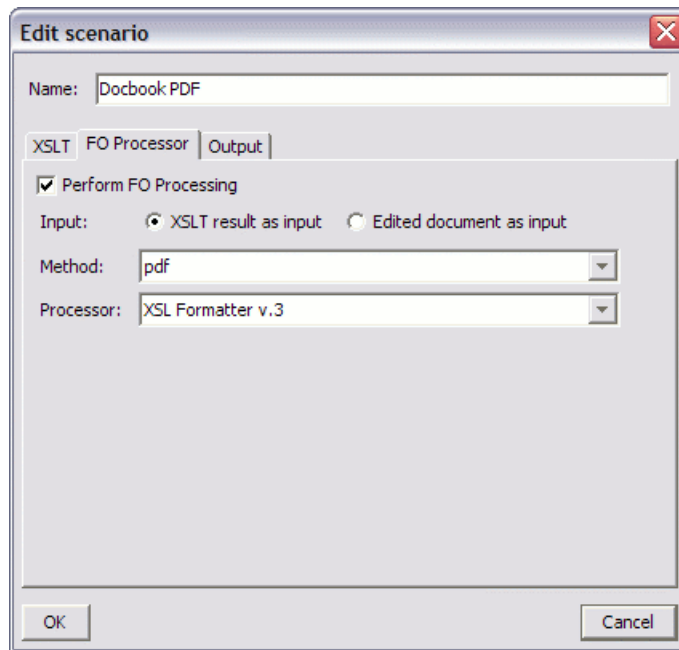 Edit scenario
Name: Docbook PDF
XSLT FO Processor Output
Perform FO Processing
Input: XSLT result as input Edited document as input
Method: pdf
Processor: XSL Formatter v.3
OK Cancel